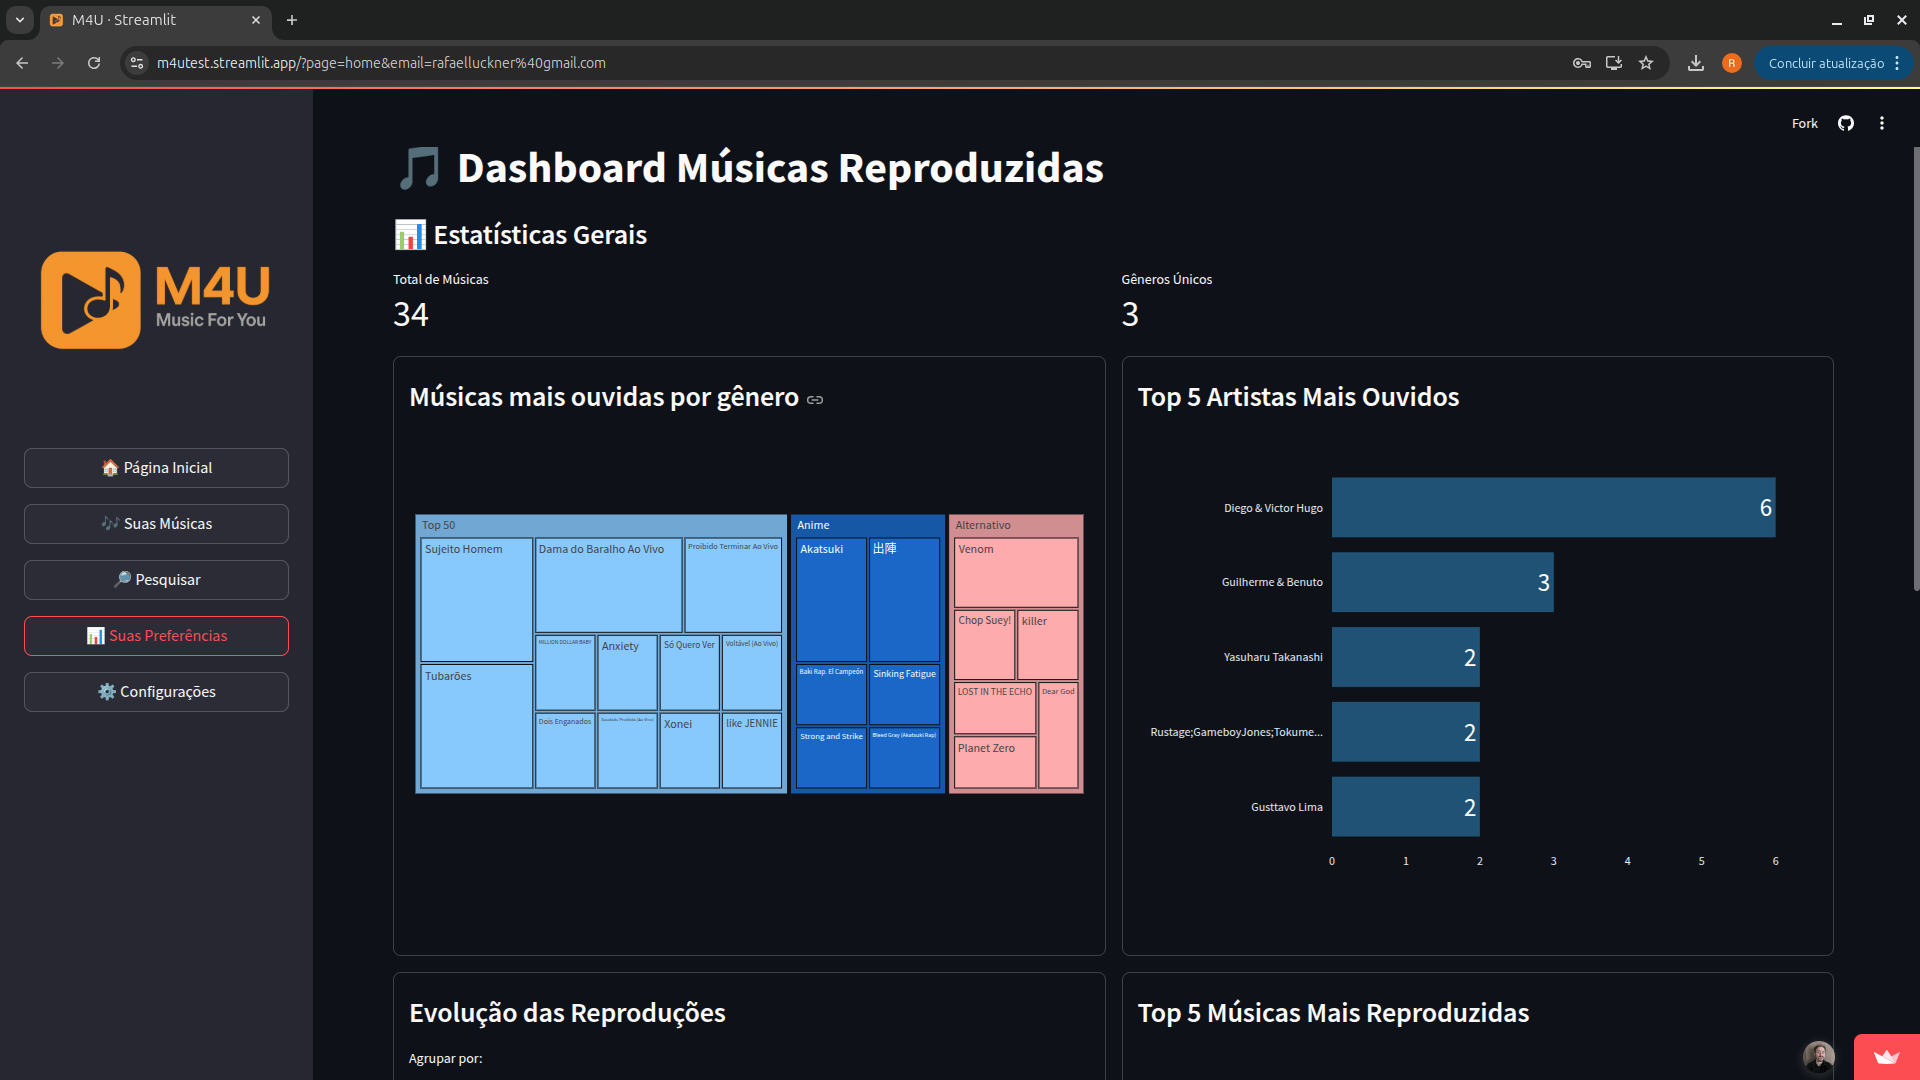 M4U · Streamlit
m4utest.streamlit.app/?page=home&email=rafaelluckner%40gmail.com
R
Concluir atualização
Fork
M4U
Music For You
Página Inicial
Suas Músicas
Pesquisar
Suas Preferências
Configurações
Dashboard Músicas Reproduzidas
Estatísticas Gerais
Total de Músicas
34
Gêneros Únicos
3
Músicas mais ouvidas por gênero
Top 50
Sujeito Homem
Dama do Baralho Ao Vivo
Proibido Terminar Ao Vivo
Tubarões
MILLION DOLLAR BABY
Anxiety
Só Quero Ver
Voltável (Ao Vivo)
Dois Enganados
Xonei
like JENNIE
Anime
Akatsuki
出陣
Baki Rap. El Campeón
Sinking Fatigue
Strong and Strike
Bleed Gray (Akatsuki Rap)
Alternativo
Venom
Chop Suey!
killer
LOST IN THE ECHO
Dear God
Planet Zero
Top 5 Artistas Mais Ouvidos
Diego & Victor Hugo
6
Guilherme & Benuto
3
Yasuharu Takanashi
2
Rustage;GameboyJones;Tokume...
2
Gusttavo Lima
2
0 1 2 3 4 5 6
Evolução das Reproduções
Agrupar por:
Top 5 Músicas Mais Reproduzidas